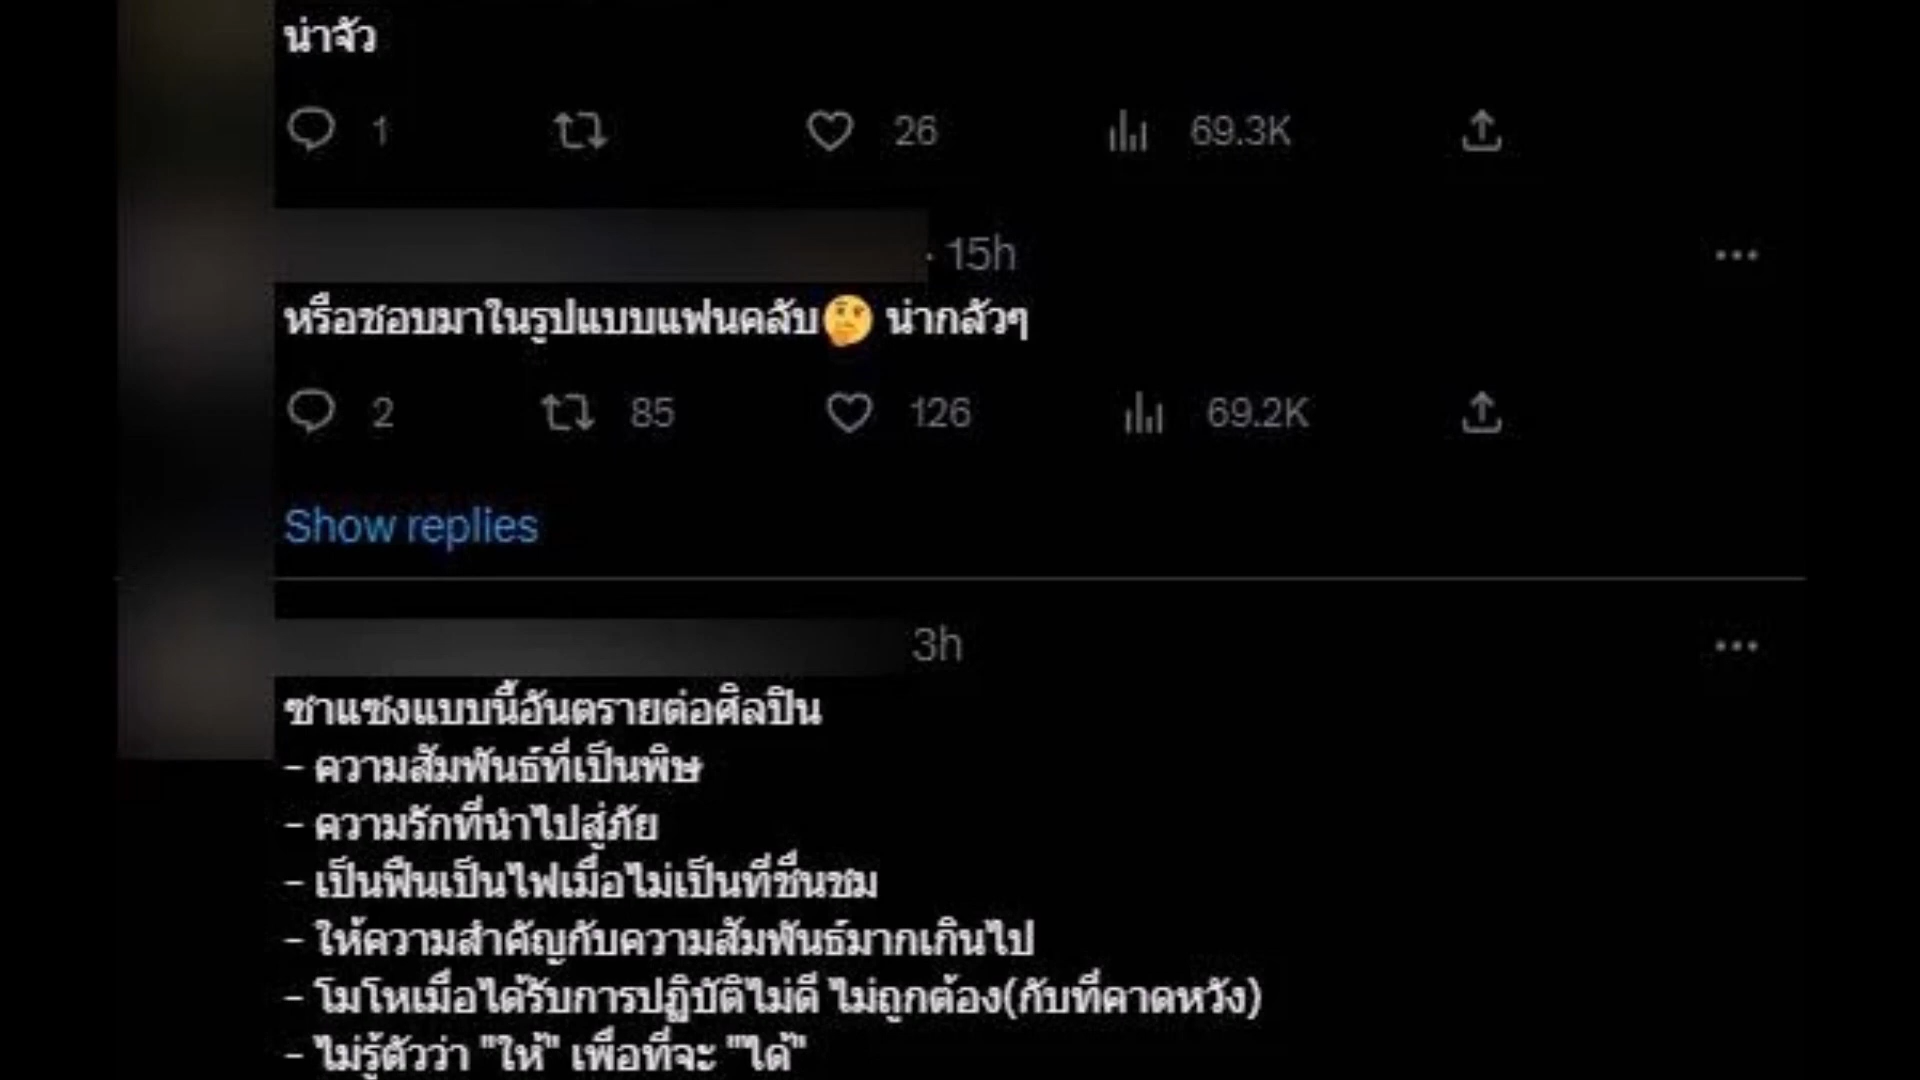 น่าจัว
1 26 69.3K
· 15h
หรือชอบมาในรูปแบบแฟนคลับ🤔 น่ากลัวๆ
2 85 126 69.2K
Show replies
3h
ซาแซงแบบนี้อันตรายต่อศิลปิน
- ความสัมพันธ์ที่เป็นพิษ
- ความรักที่นำไปสู่ภัย
- เป็นฟืนเป็นไฟเมื่อไม่เป็นที่ชื่นชม
- ให้ความสำคัญกับความสัมพันธ์มากเกินไป
- โมโหเมื่อได้รับการปฏิบัติไม่ดี ไม่ถูกต้อง(กับที่คาดหวัง)
- ไม่รู้ตัวว่า "ให้" เพื่อที่จะ "ได้"